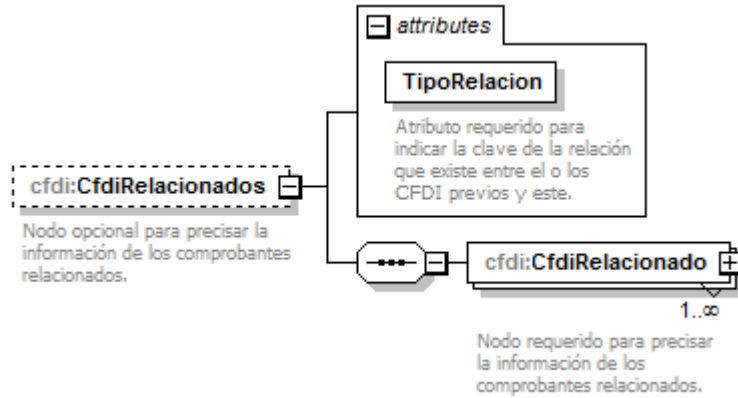 attributes
TipoRelacion
Atributo requerido para
indicar la clave de la relación
que existe entre el o los
CFDI previos y este.
cfdi:CfdiRelacionados
Nodo opcional para precisar la
información de los comprobantes
relacionados.
cfdi:CfdiRelacionado
1..∞
Nodo requerido para precisar
la información de los
comprobantes relacionados.